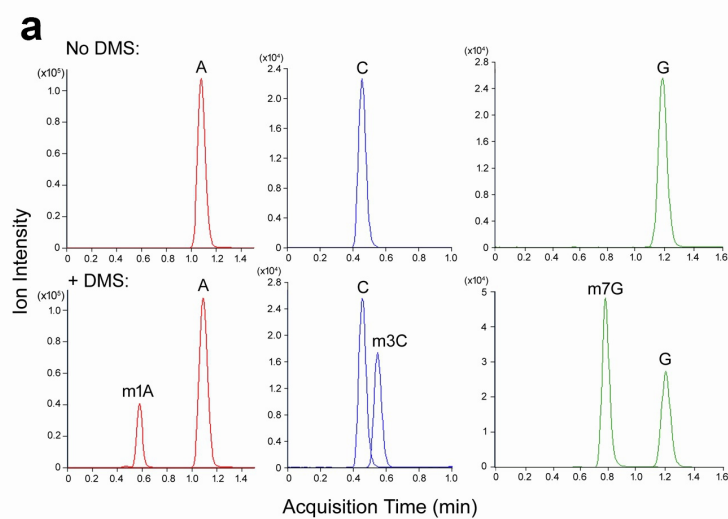 a
No DMS:
(x10⁵)
A
1.0
0.8
0.6
0.4
0.2
0
0 0.2 0.4 0.6 0.8 1.0 1.2 1.4
(x10⁴)
C
2.4
2.0
1.6
1.2
0.8
0.4
0
0 0.2 0.4 0.6 0.8 1.0
(x10⁴)
G
2.8
2.4
2.0
1.6
1.2
0.8
0.4
0
0 0.2 0.4 0.6 0.8 1.0 1.2 1.4 1.6
Ion Intensity
+ DMS:
(x10⁵)
A
m1A
1.0
0.8
0.6
0.4
0.2
0
0 0.2 0.4 0.6 0.8 1.0 1.2 1.4
(x10⁴)
C
m3C
2.8
2.4
2.0
1.6
1.2
0.8
0.4
0
0 0.2 0.4 0.6 0.8 1.0
(x10⁴)
m7G
G
5
4
3
2
1
0
0 0.2 0.4 0.6 0.8 1.0 1.2 1.4 1.6
Acquisition Time (min)